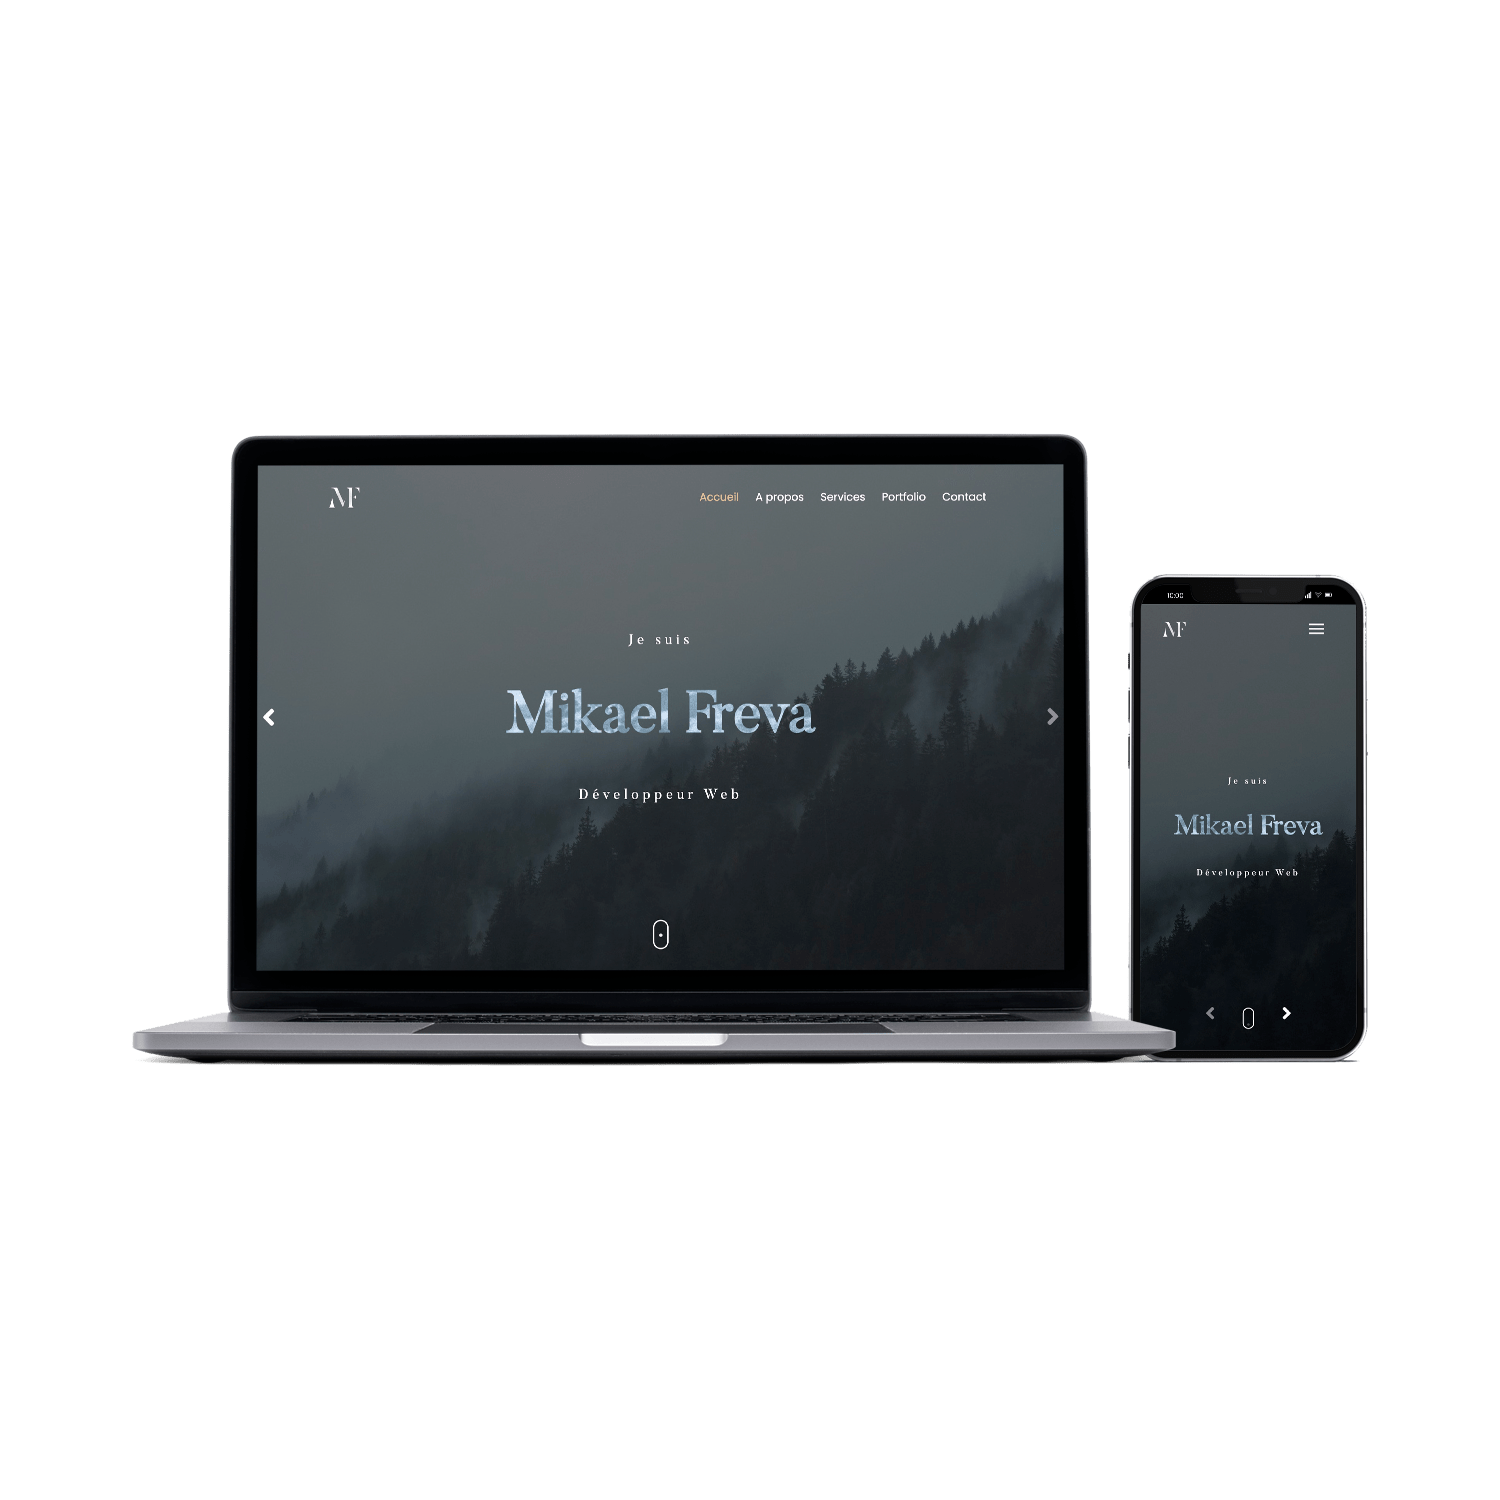 MF
Accueil A propos Services Portfolio Contact
Je suis
Mikael Freva
Développeur Web
10:00
MF
Je suis
Mikael Freva
Développeur Web